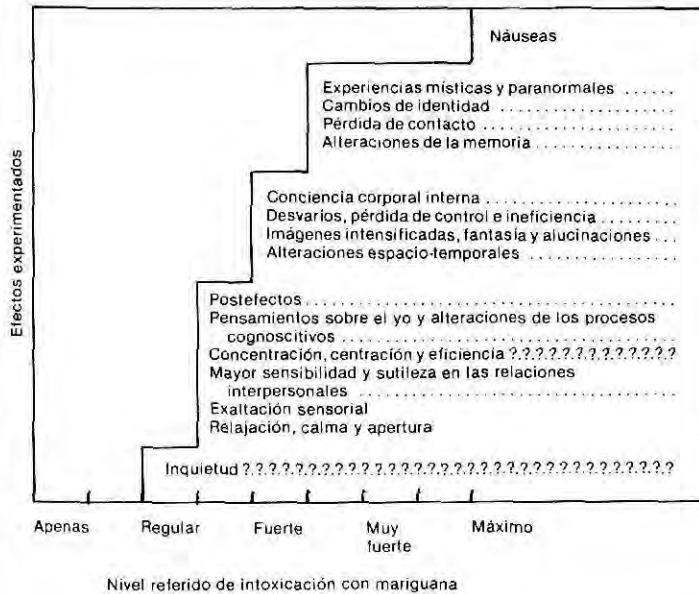 Náuseas
Experiencias místicas y paranormales ......
Cambios de identidad ....................
Pérdida de contacto .......................
Alteraciones de la memoria ................
Conciencia corporal interna ......................
Desvarios, pérdida de control e ineficiencia .........
Imágenes intensificadas, fantasía y alucinaciones ...
Alteraciones espacio-temporales ................
Postefectos ..........................................
Pensamientos sobre el yo y alteraciones de los procesos
cognoscitivos ......................................
Concentración, centración y eficiencia ?.?.?.?.?.?.?.?.?.?.?.?.?
Mayor sensibilidad y sutileza en las relaciones
interpersonales ....................................
Exaltación sensorial
Relajación, calma y apertura
Inquietud ?.?.?.?.?.?.?.?.?.?.?.?.?.?.?.?.?.?.?.?.?.?.?.?.?.?.?.?.?.?.?.?.?
Efectos experimentados
Apenas Regular Fuerte Muy Máximo
fuerte
Nivel referido de intoxicación con mariguana